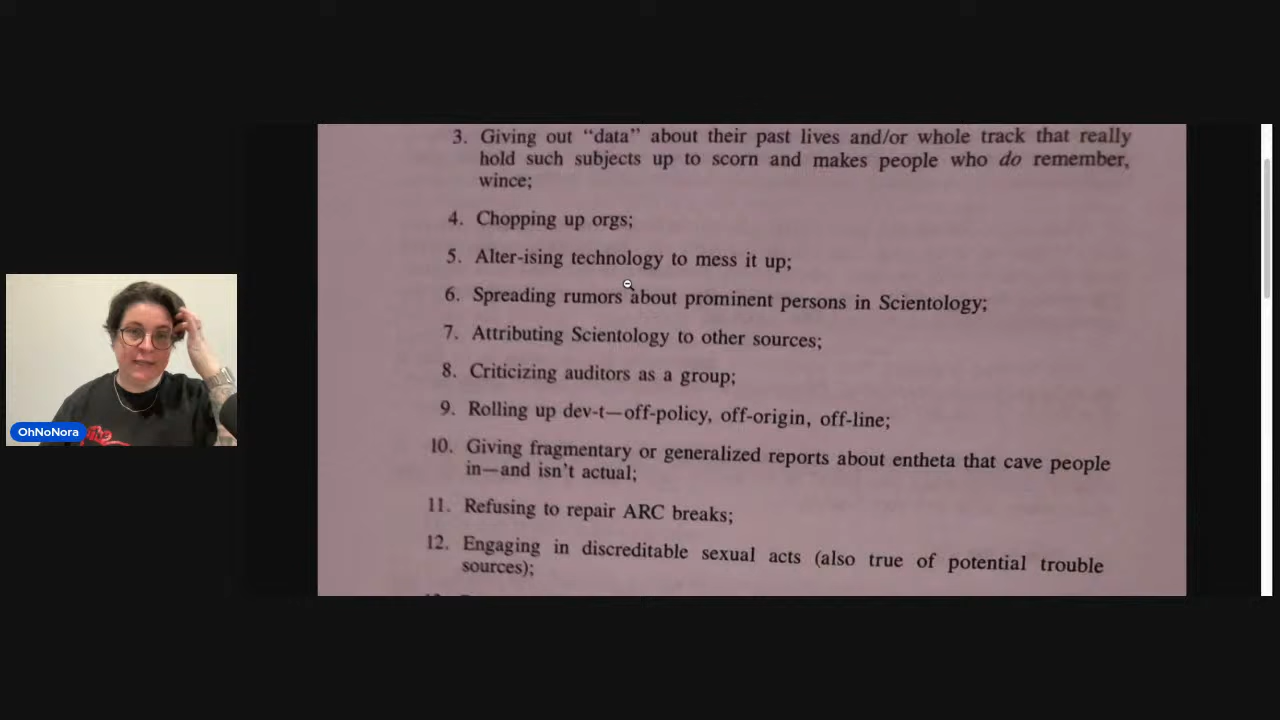 3. Giving out “data” about their past lives and/or whole track that really
hold such subjects up to scorn and makes people who do remember,
wince;
4. Chopping up orgs;
5. Alter-ising technology to mess it up;
6. Spreading rumors about prominent persons in Scientology;
7. Attributing Scientology to other sources;
8. Criticizing auditors as a group;
9. Rolling up dev-t—off-policy, off-origin, off-line;
10. Giving fragmentary or generalized reports about entheta that cave people
in—and isn’t actual;
11. Refusing to repair ARC breaks;
12. Engaging in discreditable sexual acts (also true of potential trouble
sources);
OhNoNora